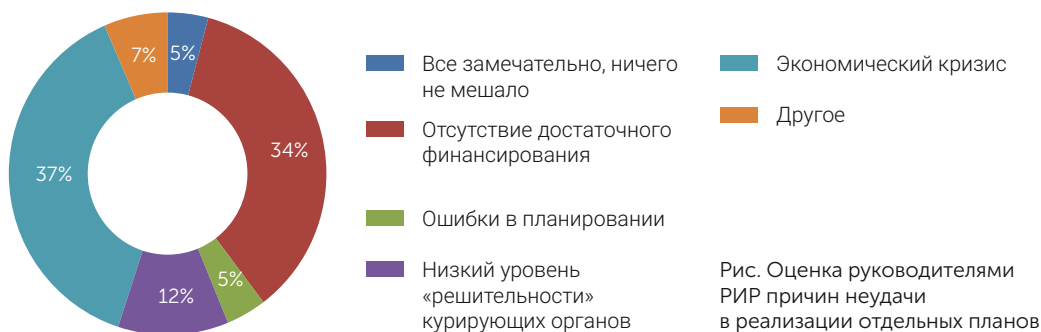 7%
5%
34%
37%
5%
12%
Все замечательно, ничего
не мешало
Отсутствие достаточного
финансирования
Ошибки в планировании
Низкий уровень
«решительности»
курирующих органов
Экономический кризис
Другое
Рис. Оценка руководителями
РИР причин неудачи
в реализации отдельных планов